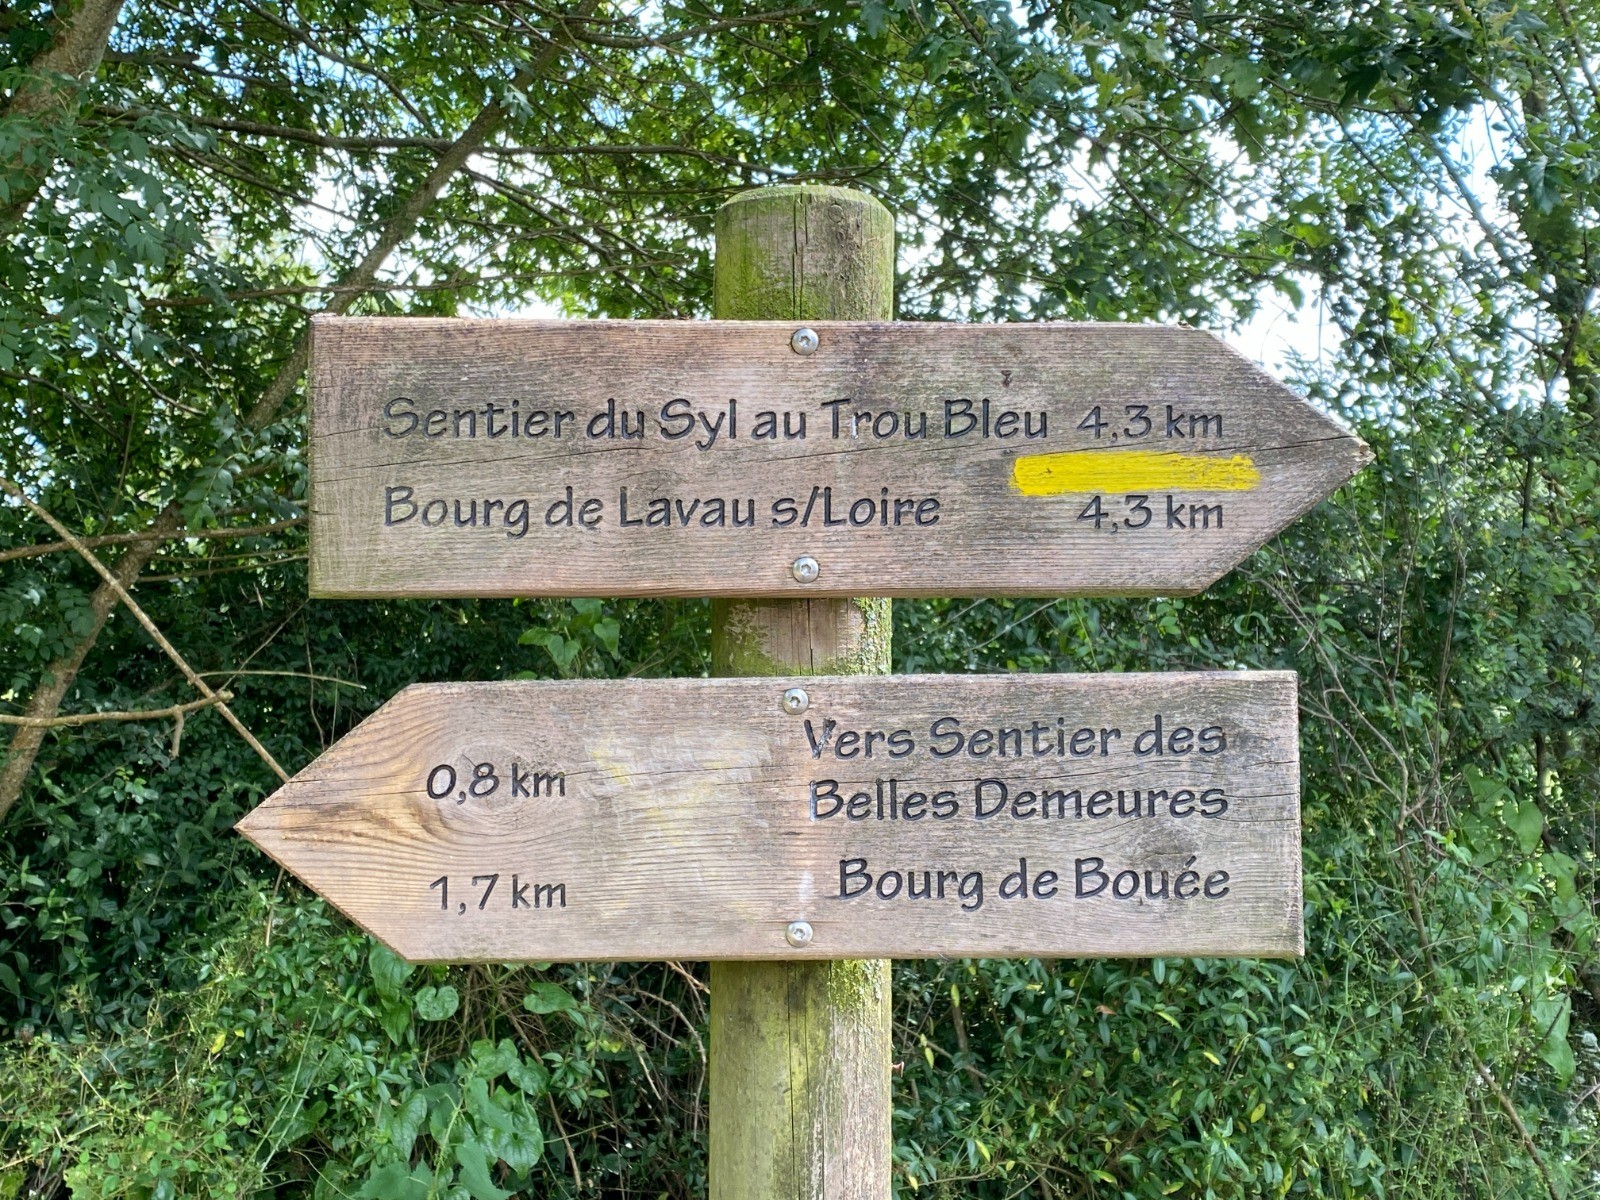 Sentier du Syl au Trou Bleu 4,3 km
Bourg de Lavau s/Loire 4,3 km
Vers Sentier des
0,8 km Belles Demeures
1,7 km Bourg de Bouée